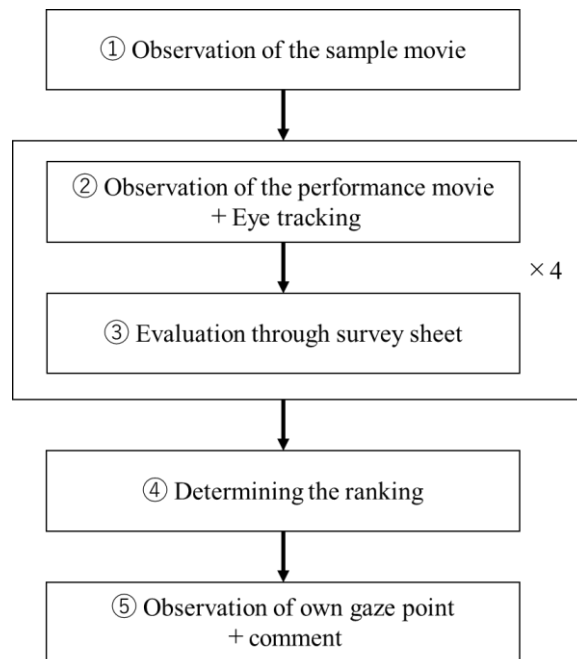 ① Observation of the sample movie
② Observation of the performance movie
+ Eye tracking
× 4
③ Evaluation through survey sheet
④ Determining the ranking
⑤ Observation of own gaze point
+ comment